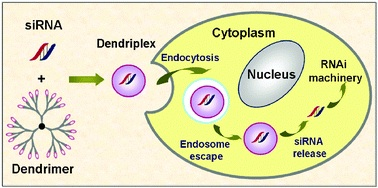 siRNA
+
Dendrimer
Dendriplex
Endocytosis
Cytoplasm
Nucleus
RNAi
machinery
Endosome
escape
siRNA
release